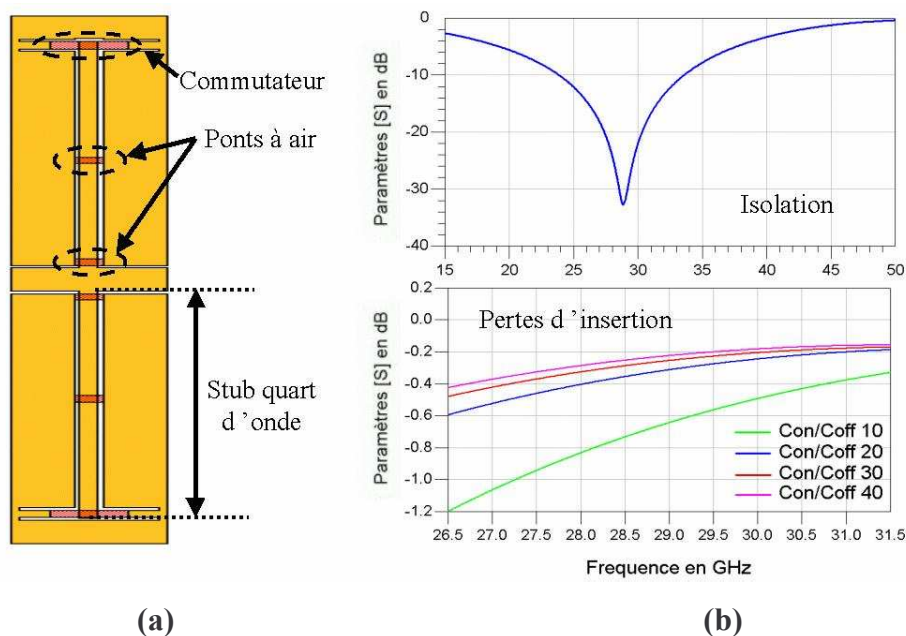 Commutateur
Ponts à air
Stub quart
d ’onde
(a)
Paramètres [S] en dB
0
-10
-20
-30
-40
Isolation
15
20
25
30
35
40
45
50
Paramètres [S] en dB
0.2
0.0
-0.2
-0.4
-0.6
-0.8
-1.0
-1.2
Pertes d ’insertion
Con/Coff 10
Con/Coff 20
Con/Coff 30
Con/Coff 40
26.5
27.0
27.5
28.0
28.5
29.0
29.5
30.0
30.5
31.0
31.5
Frequence en GHz
(b)